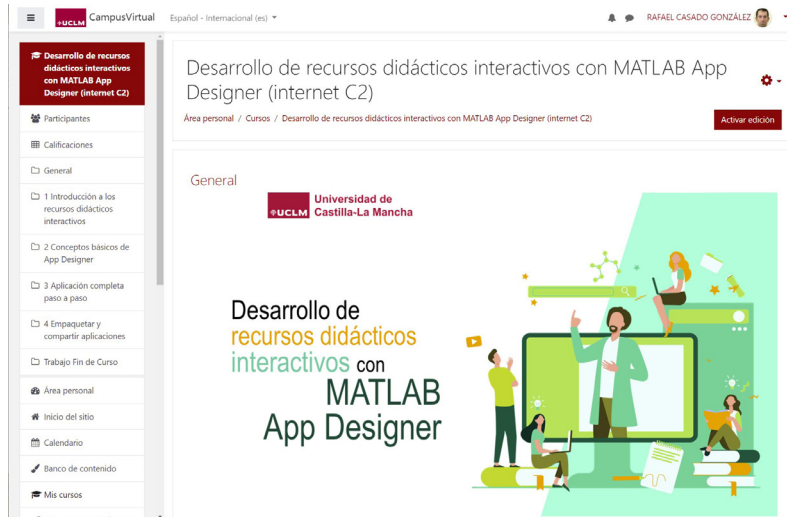 UCLM CampusVirtual
Español - Internacional (es)
RAFAEL CASADO GONZÁLEZ
Desarrollo de recursos
didácticos interactivos
con MATLAB App
Designer (internet C2)
Participantes
Calificaciones
General
1 Introducción a los
recursos didácticos
interactivos
2 Conceptos básicos de
App Designer
3 Aplicación completa
paso a paso
4 Empaquetar y
compartir aplicaciones
Trabajo Fin de Curso
Área personal
Inicio del sitio
Calendario
Banco de contenido
Mis cursos
Desarrollo de recursos didácticos interactivos con MATLAB App
Designer (internet C2)
Área personal / Cursos / Desarrollo de recursos didácticos interactivos con MATLAB App Designer (internet C2)
Activar edición
General
UCLM
Universidad de
Castilla-La Mancha
Desarrollo de
recursos didácticos
interactivos con
MATLAB
App Designer